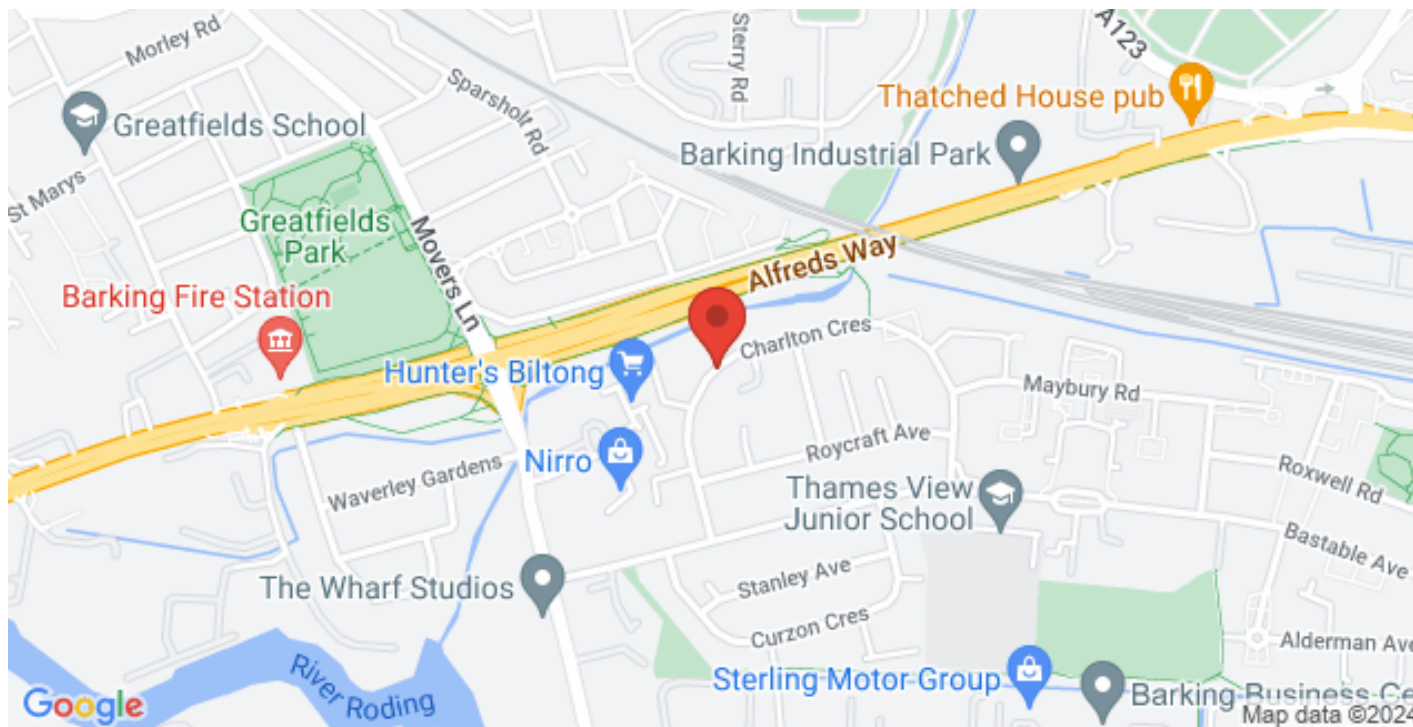 Morley Rd
Sterry Rd
A123
Sparsholt Rd
Thatched House pub
Greatfields School
Barking Industrial Park
St Marys
Greatfields
Park
Movers Ln
Alfreds Way
Barking Fire Station
Charlton Cres
Hunter's Biltong
Maybury Rd
Roycraft Ave
Nirro
Waverley Gardens
Roxwell Rd
Thames View
Junior School
Bastable Ave
The Wharf Studios
Stanley Ave
Curzon Cres
Alderman Ave
River Roding
Sterling Motor Group
Barking Business Ce
Google
Map data ©2024